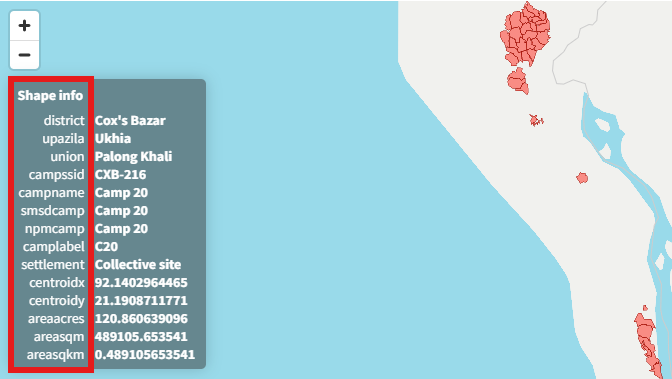 +
−
Shape info
district Cox's Bazar
upazila Ukhia
union Palong Khali
campssid CXB-216
campname Camp 20
smsdcamp Camp 20
npmcamp Camp 20
camplabel C20
settlement Collective site
centroidx 92.1402964465
centroidy 21.1908711771
areaacres 120.860639096
areasqm 489105.653541
areasqkm 0.489105653541